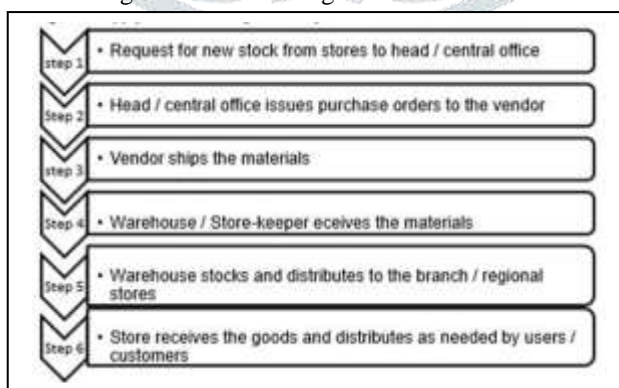 step 1
• Request for new stock from stores to head / central office
Step 2
• Head / central office issues purchase orders to the vendor
step 3
• Vendor ships the materials
Step 4
• Warehouse / Store-keeper eceives the materials
Step 5
• Warehouse stocks and distributes to the branch / regional
stores
Step 6
• Store receives the goods and distributes as needed by users /
customers